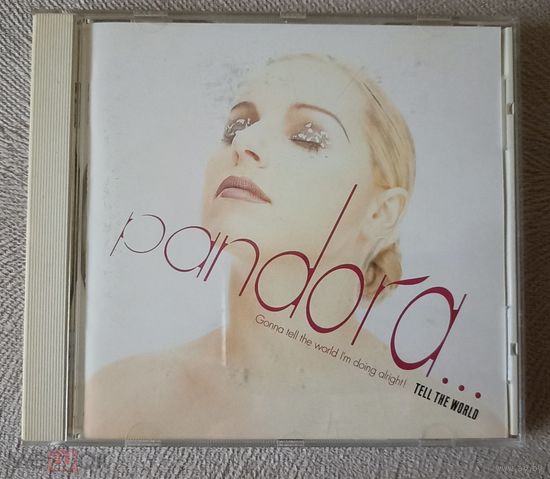 pandora...
Gonna tell the world I'm doing alright!
TELL THE WORLD